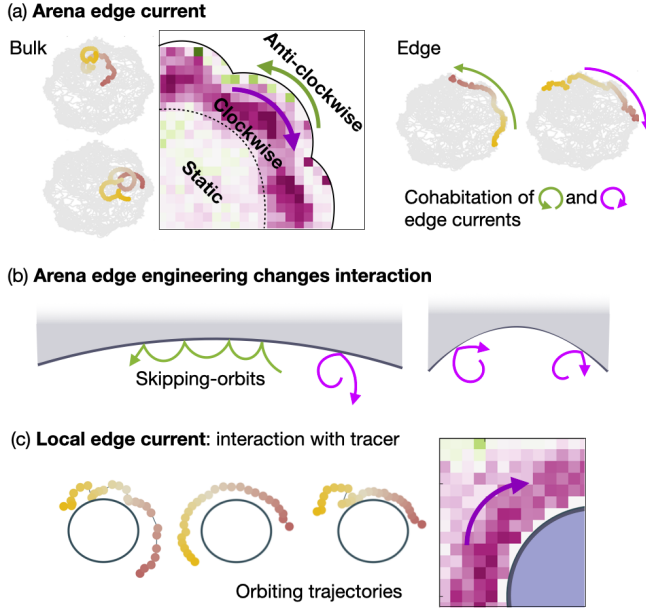 (a) Arena edge current
Bulk
Anti-clockwise
Clockwise
Static
Edge
Cohabitation of and
edge currents
(b) Arena edge engineering changes interaction
Skipping-orbits
(c) Local edge current: interaction with tracer
Orbiting trajectories